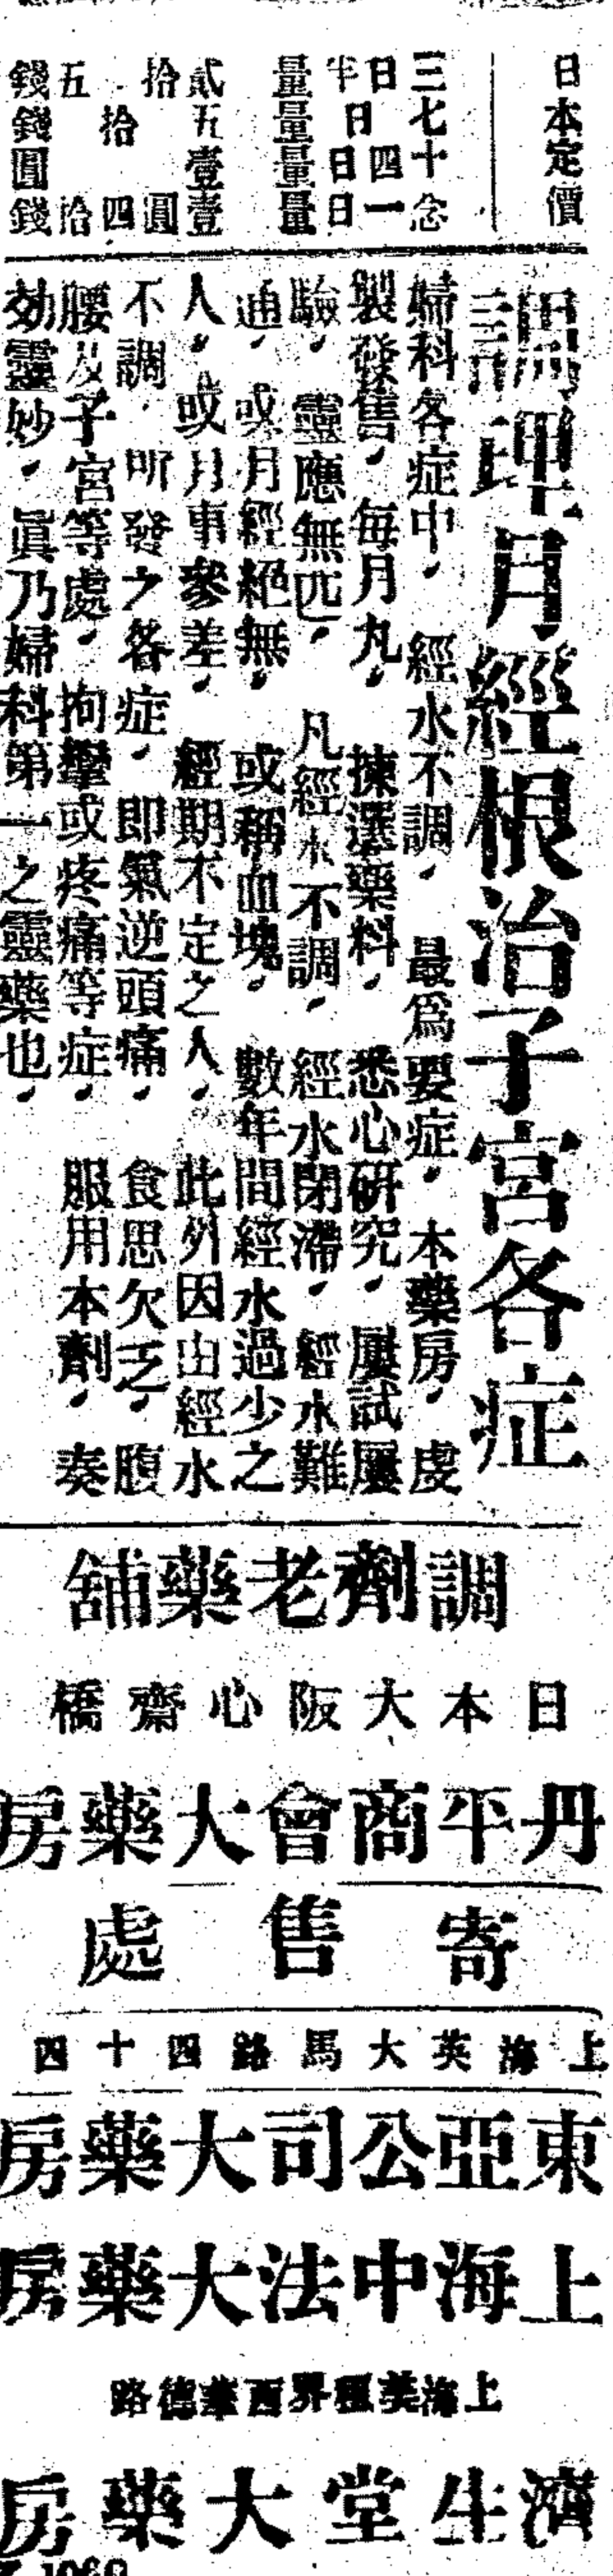 日本定價
三日半量 貳拾五錢
七日量 五拾錢
十四日量 壹圓
念一日量 壹圓四拾錢
調理月經根治子宮各症
婦科各症中，經水不調，最爲要症，本藥房，虔
製發售，每月丸，揀選藥料，悉心硏究，屢試屢
驗，靈應無匹，凡經水不調，經水閉滯，經水難
通，或月經絕無，或稱血塊，數年間經水過少之
人，或月事參差，經期不定之人，此外因由經水
不調，所發之各症，即氣逆頭痛，食思欠乏，腹
腰及子宮等處，拘攣或疼痛等症，服用本劑，奏
効靈妙，眞乃婦科第一之靈藥也，
調劑老藥舖
日本大阪心齋橋
丹平商會大藥房
寄售處
上海英大馬路四十四
東亞公司大藥房
上海中法大藥房
上海美租界西華德路
濟生堂大藥房